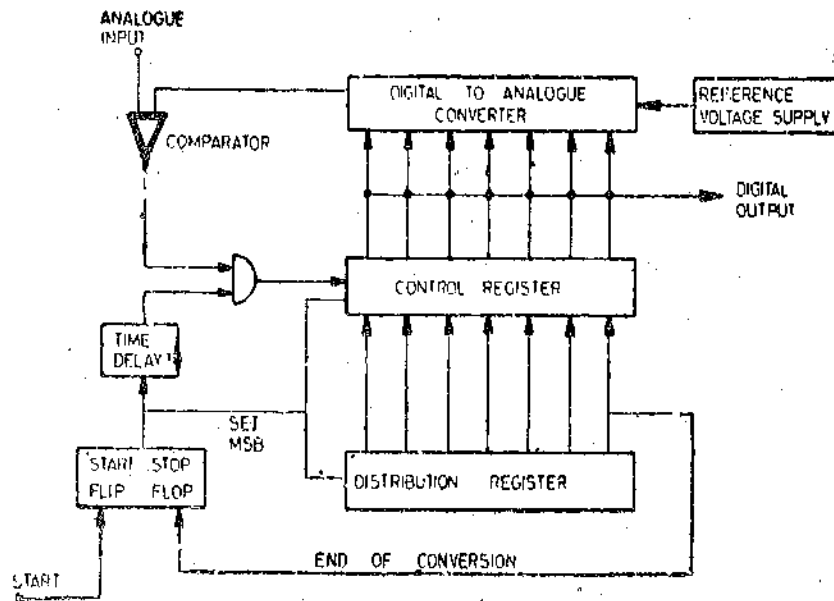 ANALOGUE
INPUT
DIGITAL TO ANALOGUE
CONVERTER
REFERENCE
VOLTAGE SUPPLY
COMPARATOR
DIGITAL
OUTPUT
CONTROL REGISTER
TIME
DELAY
SET
MSB
START STOP
FLIP FLOP
DISTRIBUTION REGISTER
END OF CONVERSION
START